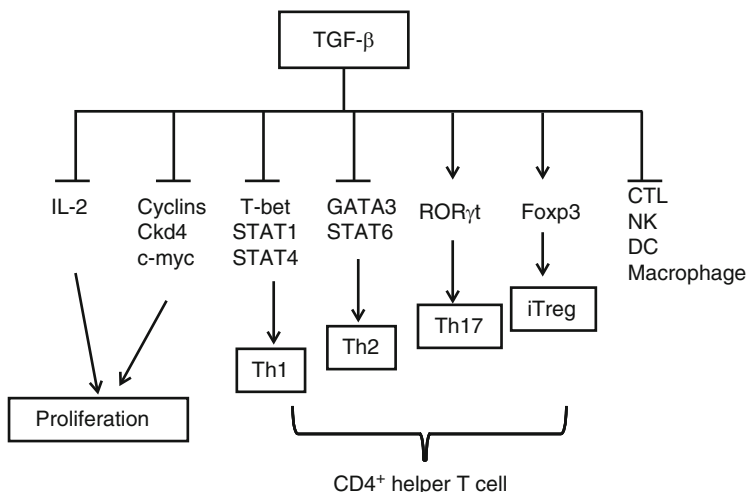 TGF-β
IL-2
Cyclins
Ckd4
c-myc
T-bet
STAT1
STAT4
GATA3
STAT6
RORγt
Foxp3
CTL
NK
DC
Macrophage
Th1
Th2
Th17
iTreg
Proliferation
CD4⁺ helper T cell